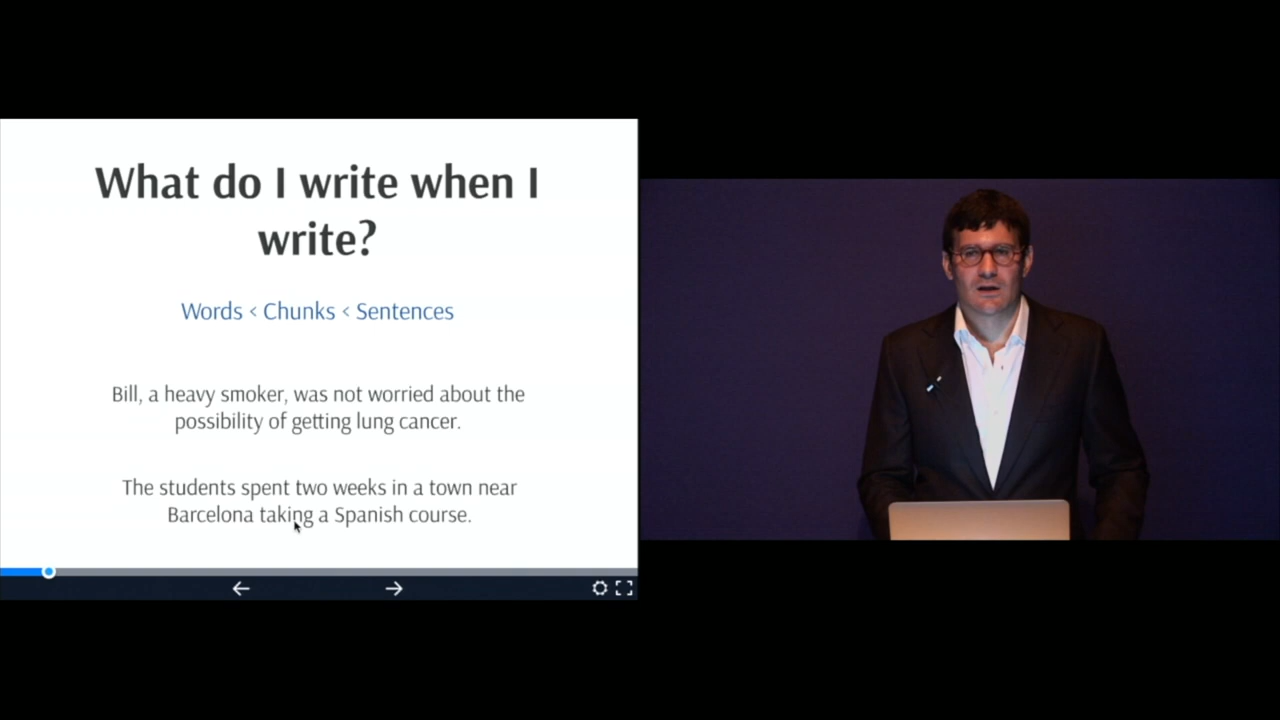 What do I write when I
write?
Words < Chunks < Sentences
Bill, a heavy smoker, was not worried about the
possibility of getting lung cancer.
The students spent two weeks in a town near
Barcelona taking a Spanish course.